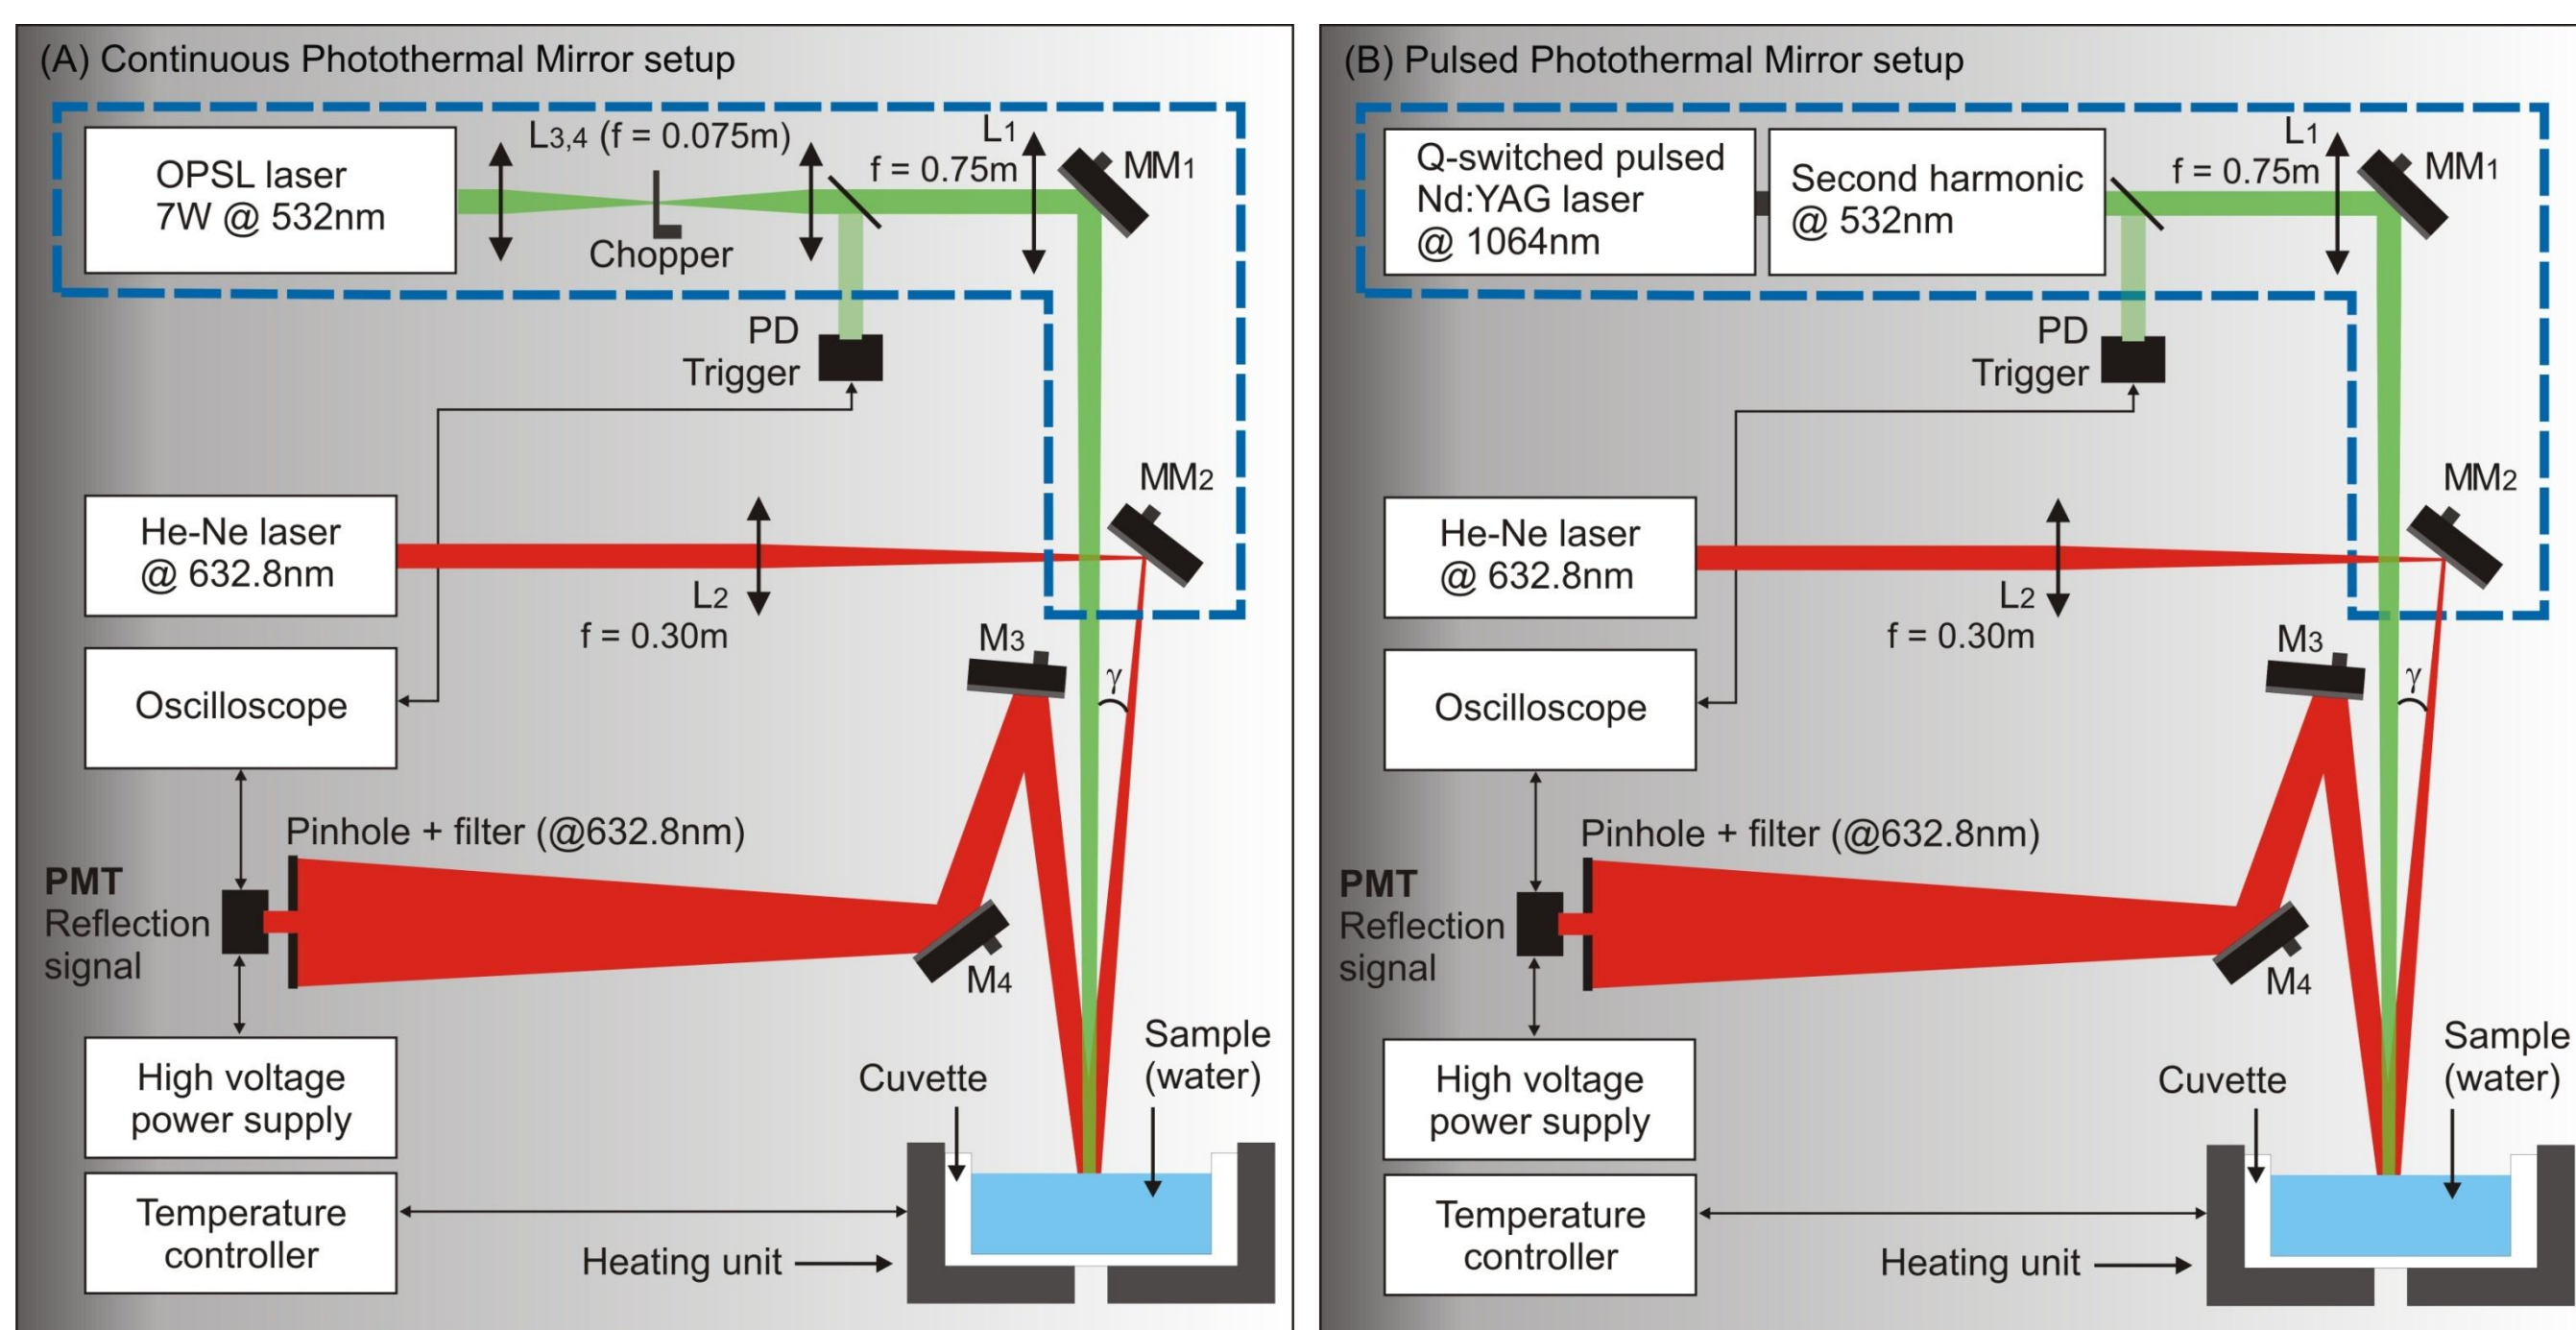 (A) Continuous Photothermal Mirror setup
OPSL laser
7W @ 532nm
L3,4 (f = 0.075m)
Chopper
L1
f = 0.75m
MM1
PD
Trigger
MM2
He-Ne laser
@ 632.8nm
L2
f = 0.30m
M3
γ
Oscilloscope
Pinhole + filter (@632.8nm)
PMT
Reflection
signal
M4
High voltage
power supply
Cuvette
Sample
(water)
Temperature
controller
Heating unit
(B) Pulsed Photothermal Mirror setup
Q-switched pulsed
Nd:YAG laser
@ 1064nm
Second harmonic
@ 532nm
L1
f = 0.75m
MM1
PD
Trigger
MM2
He-Ne laser
@ 632.8nm
L2
f = 0.30m
M3
γ
Oscilloscope
Pinhole + filter (@632.8nm)
PMT
Reflection
signal
M4
High voltage
power supply
Cuvette
Sample
(water)
Temperature
controller
Heating unit